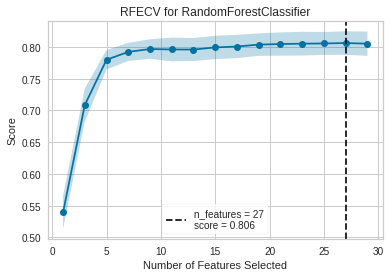 RFECV for RandomForestClassifier
Score
0.80
0.75
0.70
0.65
0.60
0.55
0.50
n_features = 27
score = 0.806
0 5 10 15 20 25 30
Number of Features Selected